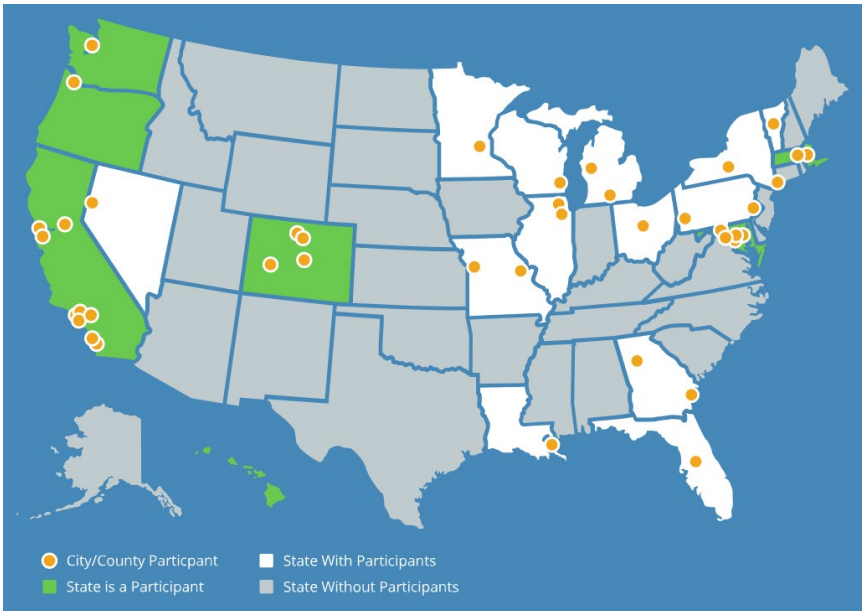 City/County Particpant
State With Participants
State is a Participant
State Without Participants